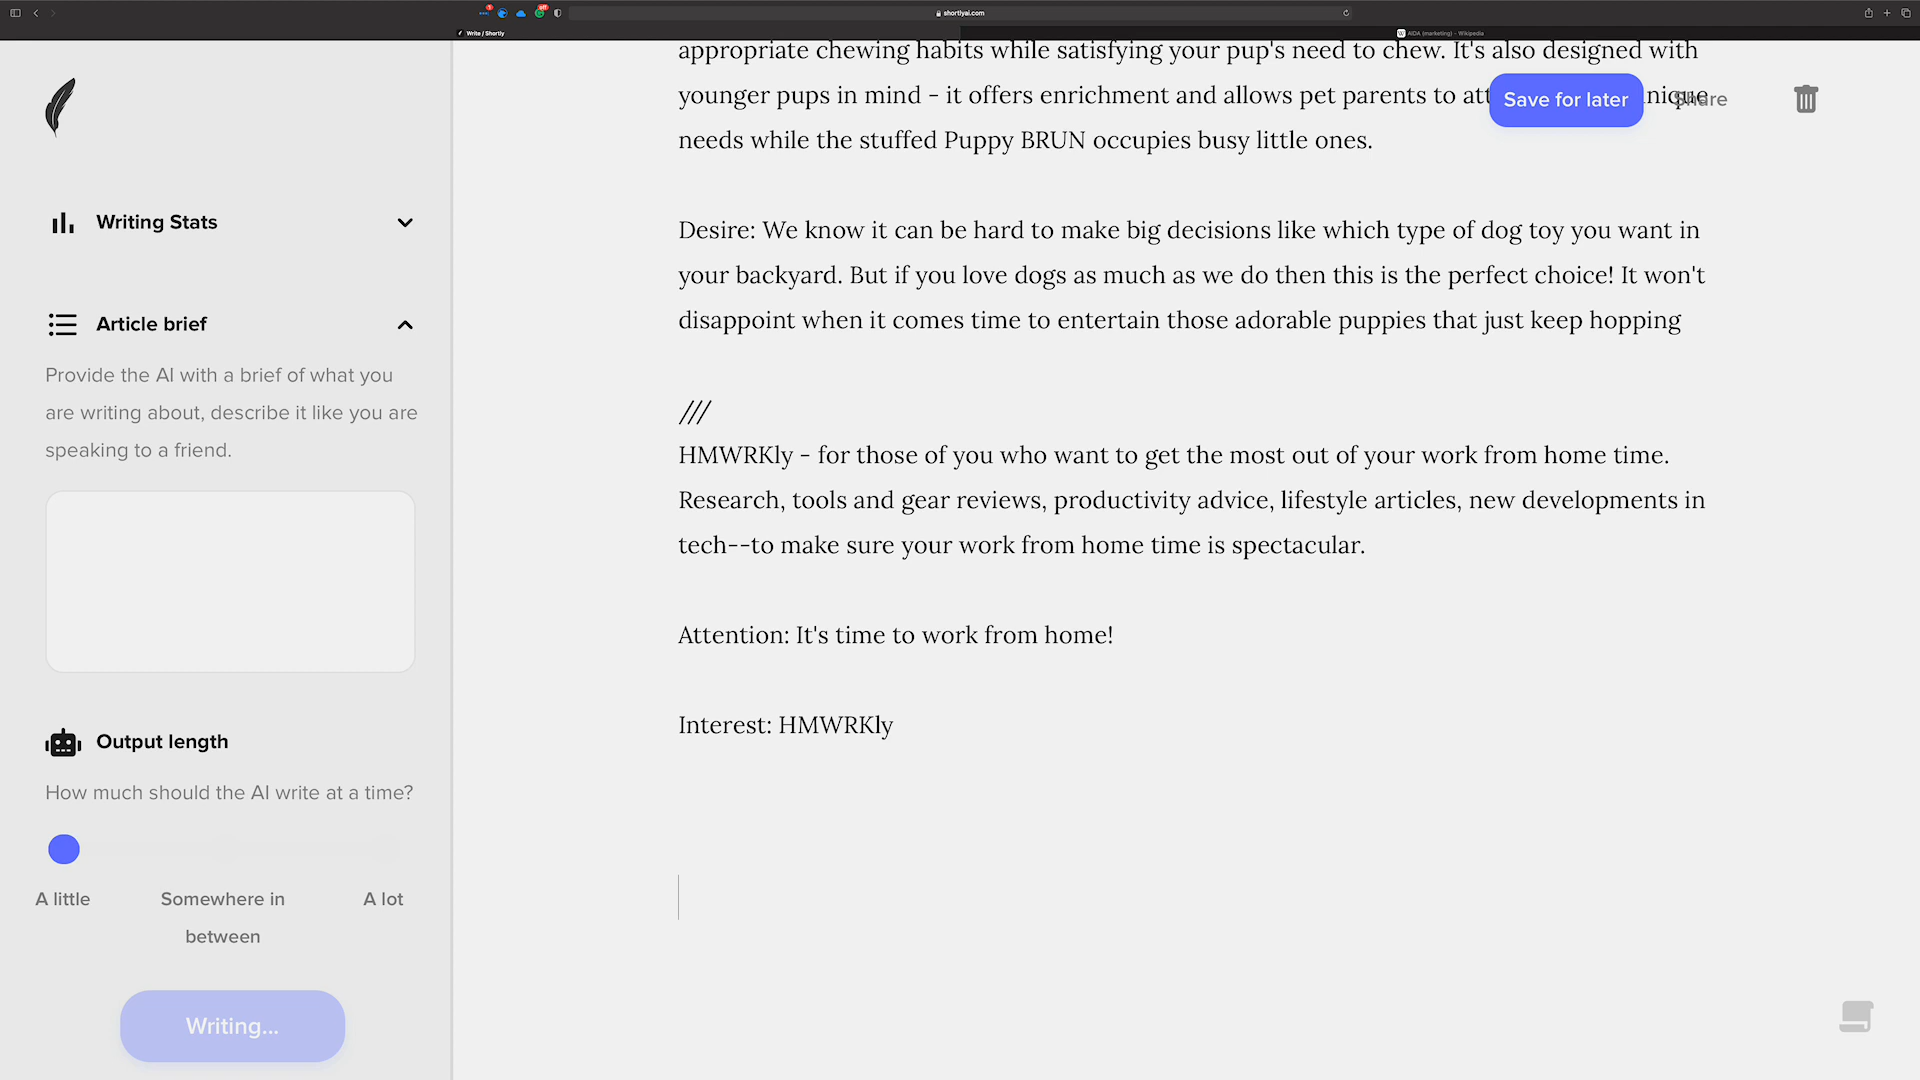 shortlyai.com
Write / Shortly
AIDA (marketing) - Wikipedia
appropriate chewing habits while satisfying your pup's need to chew. It's also designed with
younger pups in mind - it offers enrichment and allows pet parents to att nique
needs while the stuffed Puppy BRUN occupies busy little ones.
Save for later
Share
Writing Stats
Desire: We know it can be hard to make big decisions like which type of dog toy you want in
your backyard. But if you love dogs as much as we do then this is the perfect choice! It won't
disappoint when it comes time to entertain those adorable puppies that just keep hopping
Article brief
Provide the AI with a brief of what you
are writing about, describe it like you are
speaking to a friend.
///
HMWRKly - for those of you who want to get the most out of your work from home time.
Research, tools and gear reviews, productivity advice, lifestyle articles, new developments in
tech--to make sure your work from home time is spectacular.
Attention: It's time to work from home!
Interest: HMWRKly
Output length
How much should the AI write at a time?
A little
Somewhere in
between
A lot
Writing...